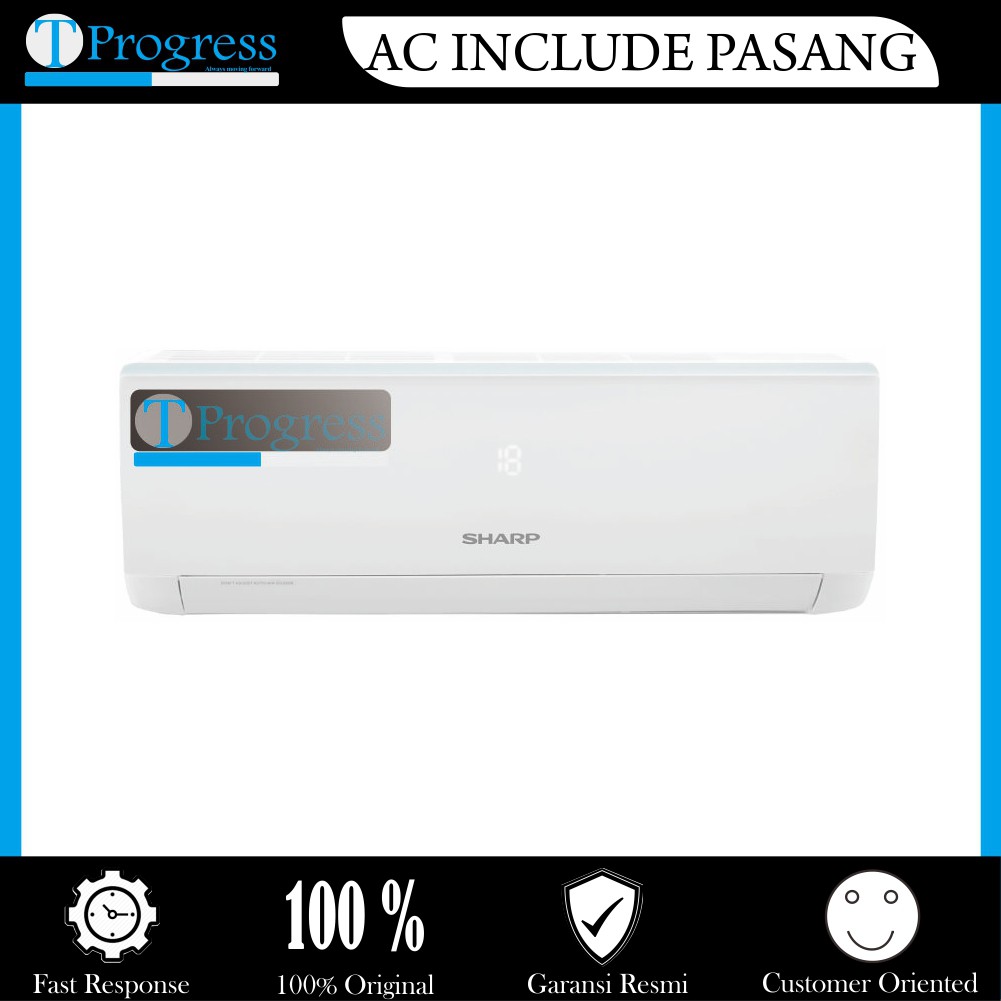 TProgress
Always moving forward
AC INCLUDE PASANG
TProgress
18
SHARP
100 %
Fast Response
100% Original
Garansi Resmi
Customer Oriented